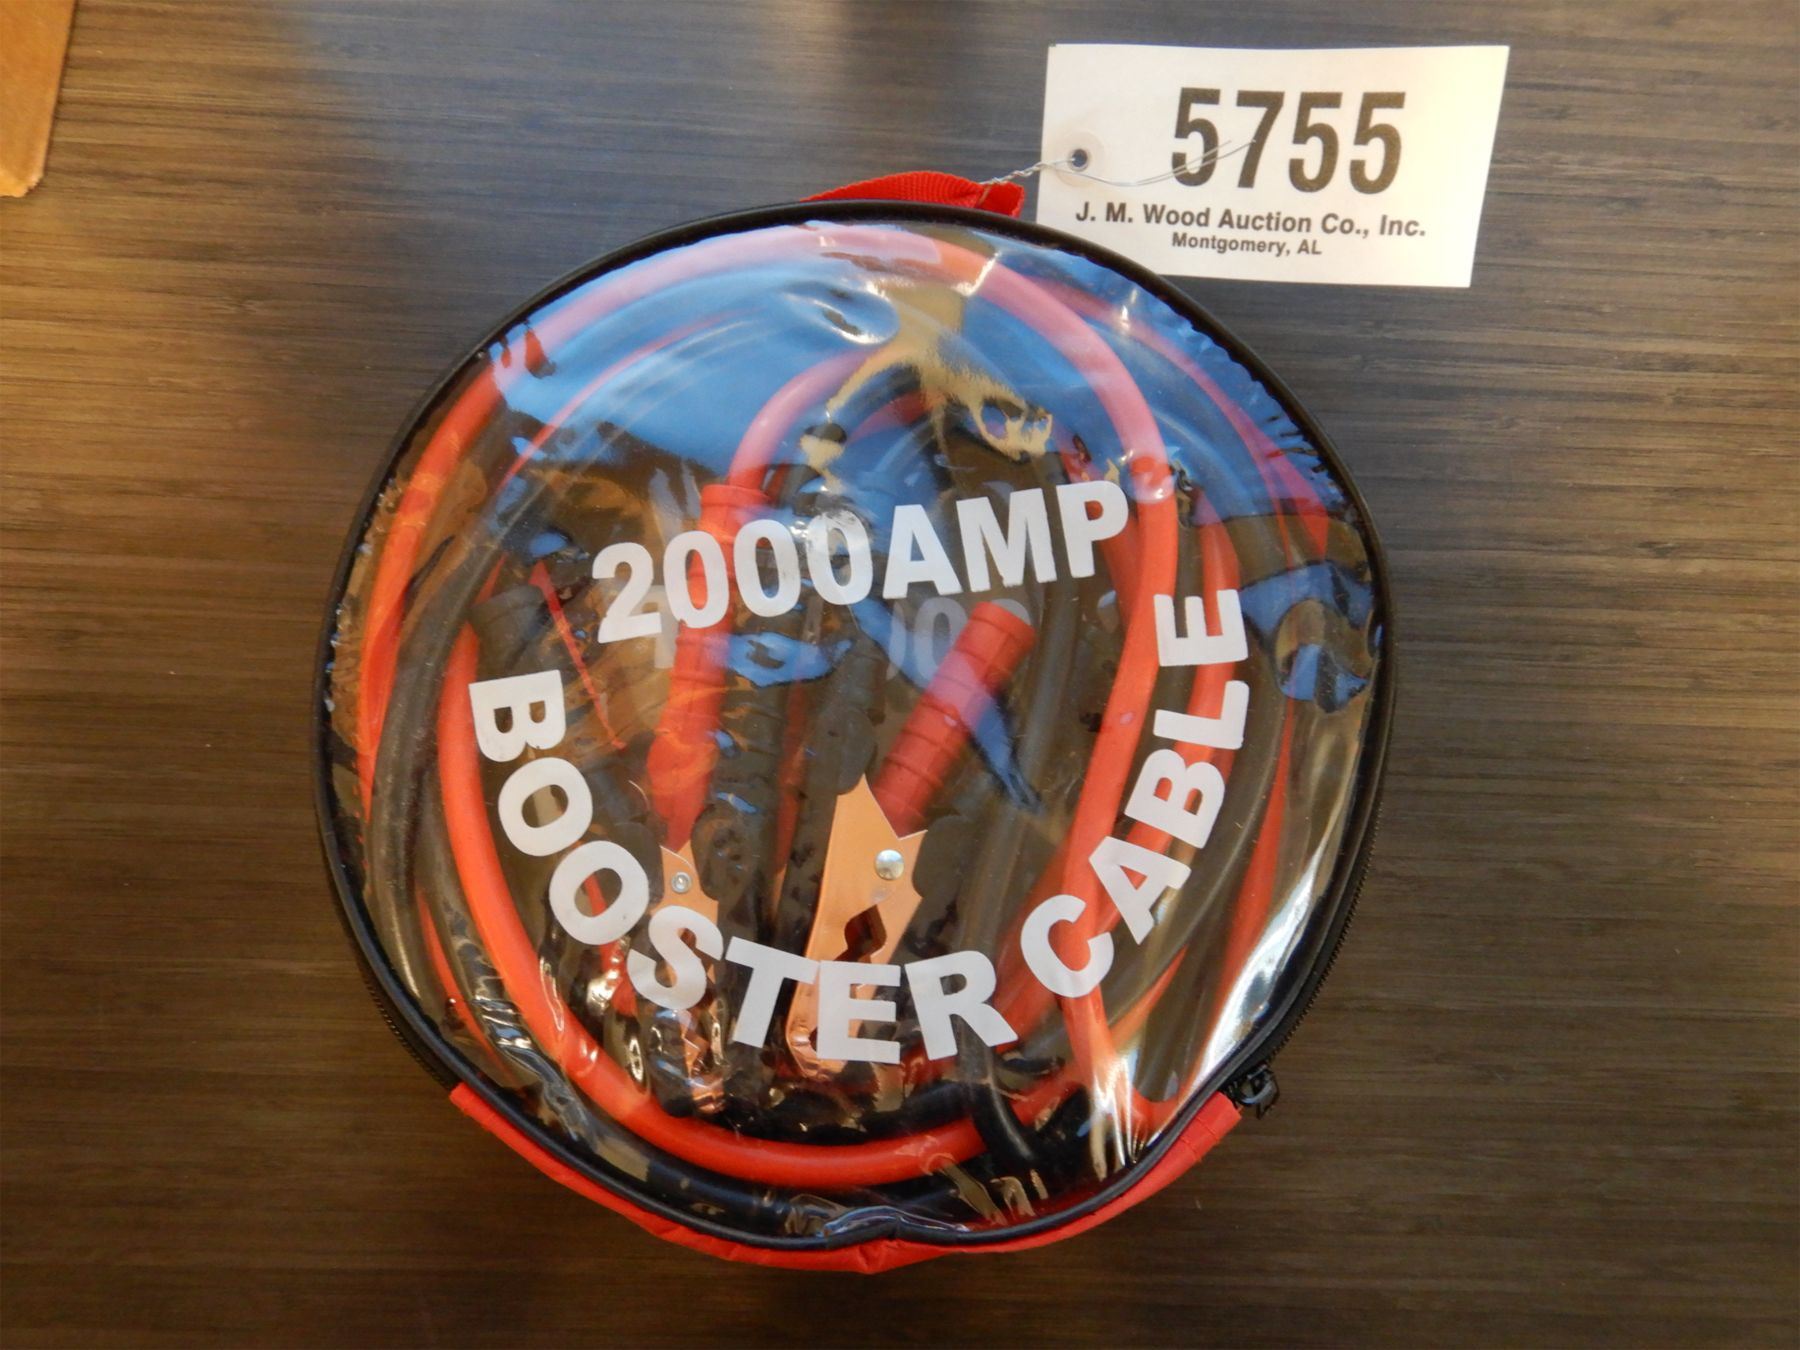 5755
J. M. Wood Auction Co., Inc.
Montgomery, AL
2000AMP
BOOSTER CABLE